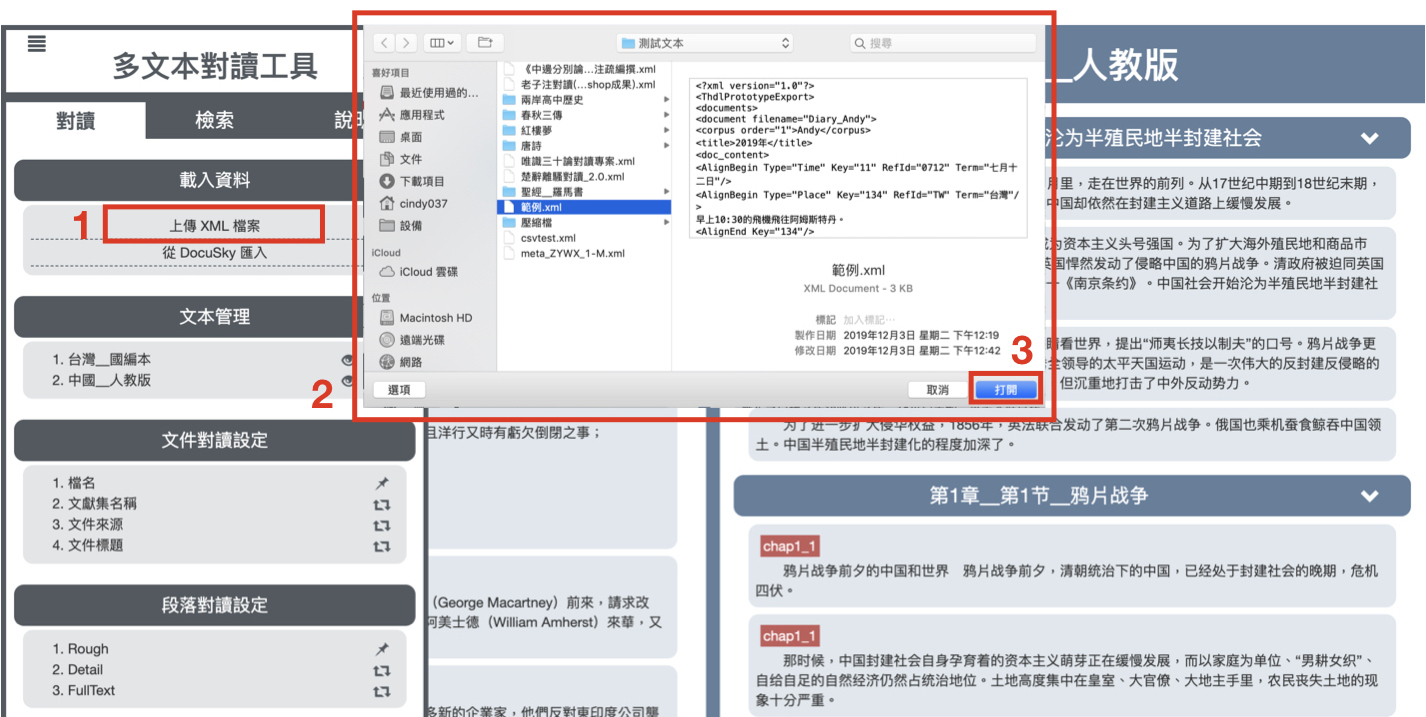 多文本對讀工具
對讀
檢索
說
載入資料
1
上傳 XML 檔案
從 DocuSky 匯入
文本管理
1. 台灣__國編本
2. 中國__人教版
2
文件對讀設定
1. 檔名
2. 文獻集名稱
3. 文件來源
4. 文件標題
段落對讀設定
1. Rough
2. Detail
3. FullText
測試文本
搜尋
喜好項目
最近使用過的...
應用程式
桌面
文件
下載項目
cindy037
設備
iCloud
iCloud 雲碟
位置
Macintosh HD
遠端光碟
網路
《中邊分別論...注疏編撰.xml
老子注對讀(...shop成果).xml
兩岸高中歷史
春秋三傳
紅樓夢
唐詩
唯識三十論對讀專案.xml
楚辭離騷對讀_2.0.xml
聖經__羅馬書
範例.xml
壓縮檔
csvtest.xml
meta_ZYWX_1-M.xml
<?xml version="1.0"?>
<ThdlPrototypeExport>
<documents>
<document filename="Diary_Andy">
<corpus order="1">Andy</corpus>
<title>2019年</title>
<doc_content>
<AlignBegin Type="Time" Key="11" RefId="0712" Term="七月十
二日"/>
<AlignBegin Type="Place" Key="134" RefId="TW" Term="台灣"/
>
早上10:30的飛機飛往阿姆斯特丹。
<AlignEnd Key="134"/>
範例.xml
XML Document - 3 KB
標記 加入標記⋯
製作日期 2019年12月3日 星期二 下午12:19
修改日期 2019年12月3日 星期二 下午12:42
3
選項
取消
打開
且洋行又時有虧欠倒閉之事；
（George Macartney）前來，請求改
阿美士德（William Amherst）來華，又
多新的企業家，他們反對東印度公司壟
__人教版
沦为半殖民地半封建社会
里，走在世界的前列。从17世纪中期到18世纪末期，
中国却依然在封建主义道路上缓慢发展。
成为资本主义头号强国。为了扩大海外殖民地和商品市
英国悍然发动了侵略中国的鸦片战争。清政府被迫同英国
《南京条约》。中国社会开始沦为半殖民地半封建社
睛看世界，提出“师夷长技以制夫”的口号。鸦片战争更
全领导的太平天国运动，是一次伟大的反封建反侵略的
但沉重地打击了中外反动势力。
为了进一步扩大侵华权益，1856年，英法联合发动了第二次鸦片战争。俄国也乘机蚕食鲸吞中国领
土。中国半殖民地半封建化的程度加深了。
第1章__第1节__鸦片战争
chap1_1
鸦片战争前夕的中国和世界 鸦片战争前夕，清朝统治下的中国，已经处于封建社会的晚期，危机
四伏。
chap1_1
那时候，中国封建社会自身孕育着的资本主义萌芽正在缓慢发展，而以家庭为单位、“男耕女织”、
自给自足的自然经济仍然占统治地位。土地高度集中在皇室、大官僚、大地主手里，农民丧失土地的现
象十分严重。